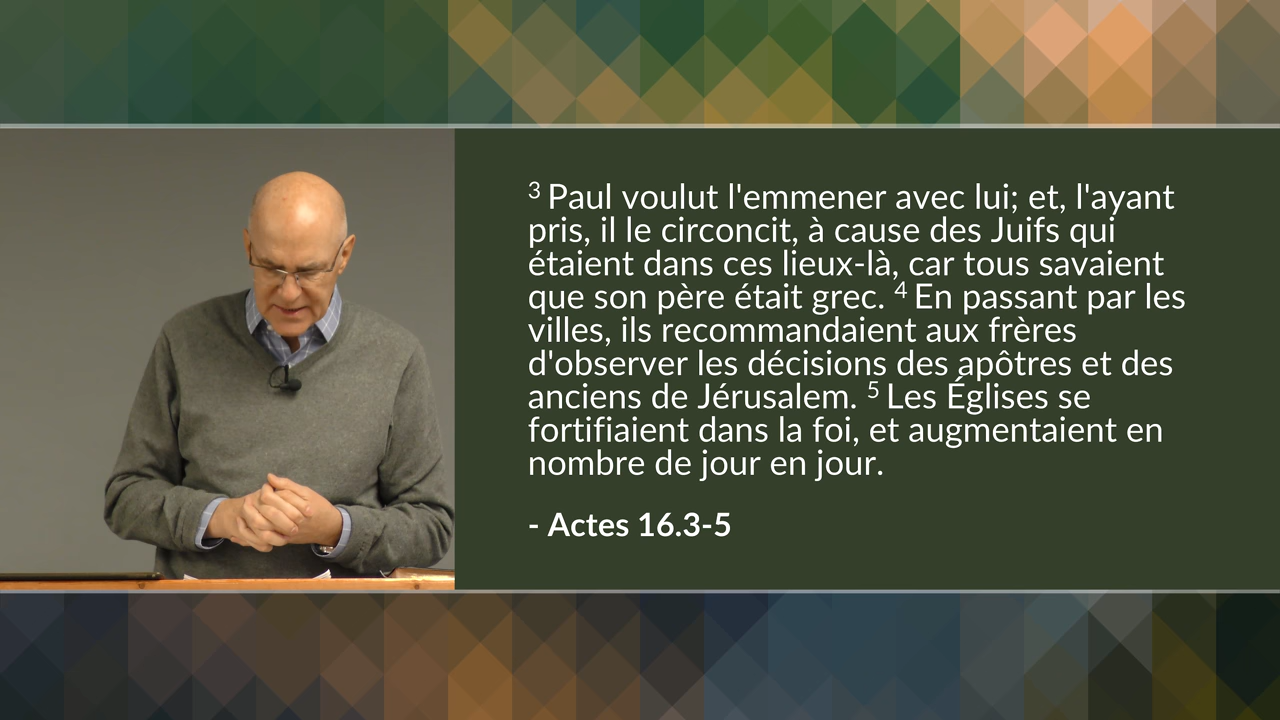 3 Paul voulut l'emmener avec lui; et, l'ayant
pris, il le circoncit, à cause des Juifs qui
étaient dans ces lieux-là, car tous savaient
que son père était grec. 4 En passant par les
villes, ils recommandaient aux frères
d'observer les décisions des apôtres et des
anciens de Jérusalem. 5 Les Églises se
fortifiaient dans la foi, et augmentaient en
nombre de jour en jour.
- Actes 16.3-5